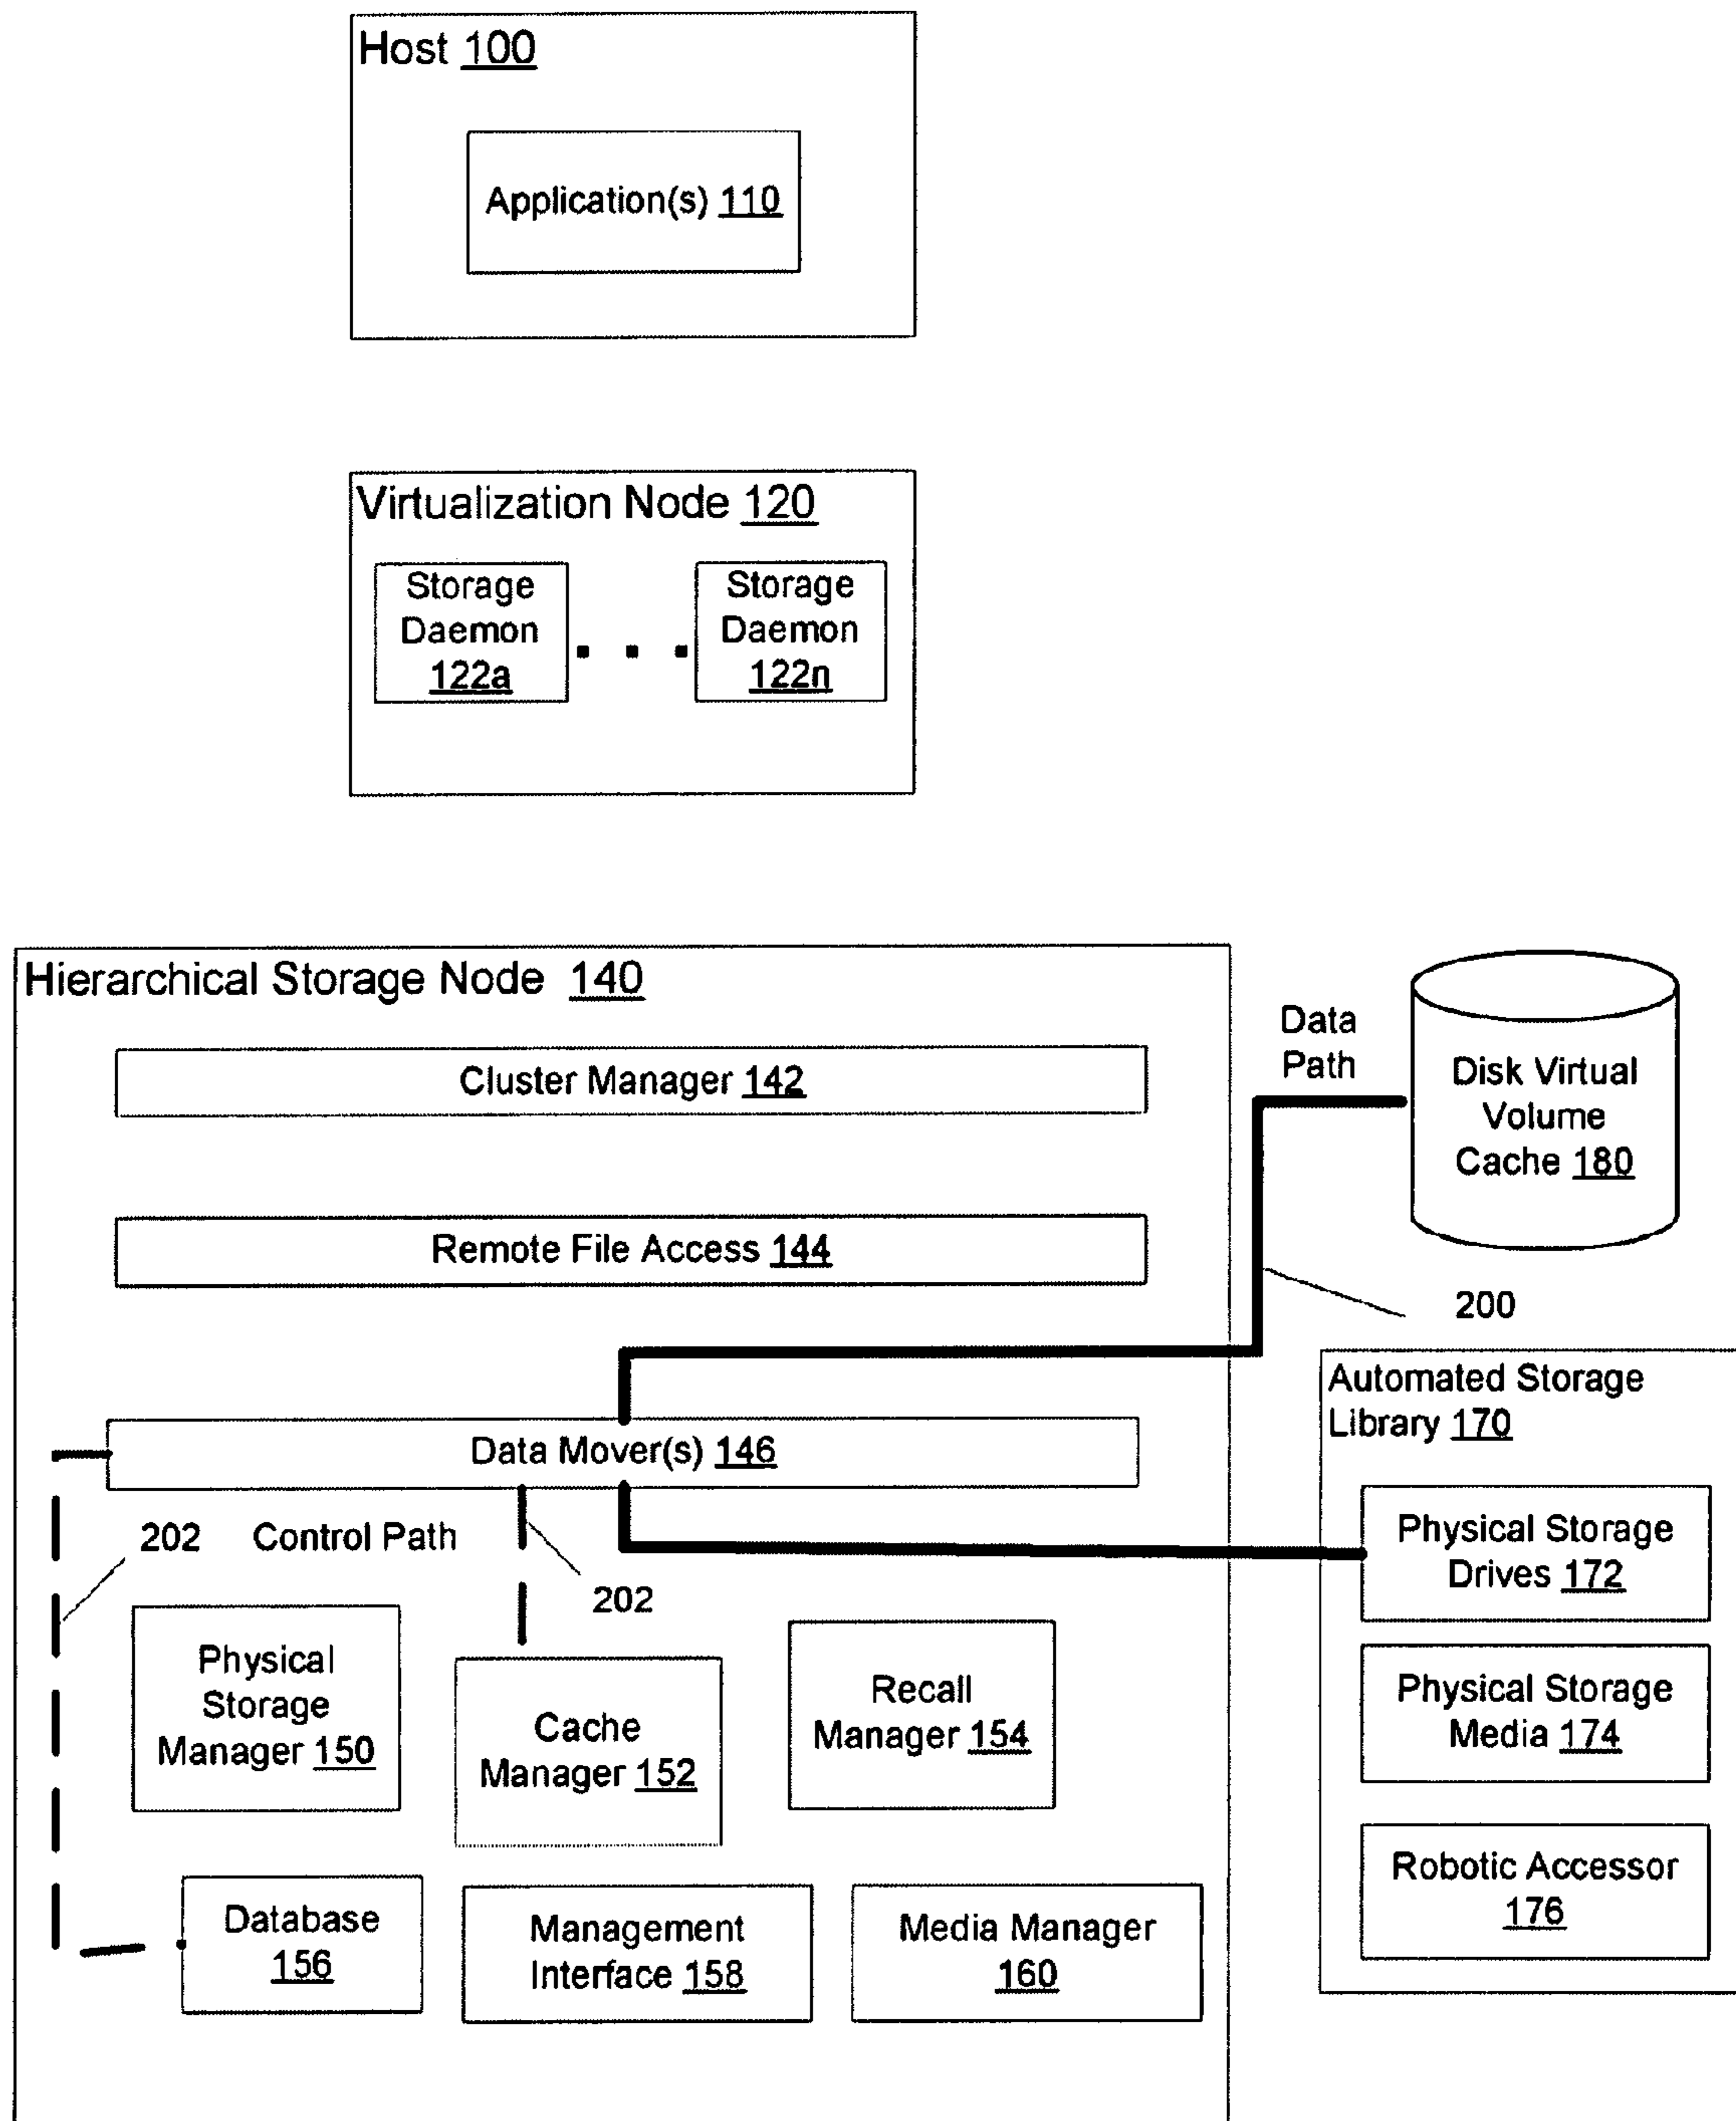 Host 100
Application(s) 110
Virtualization Node 120
Storage
Daemon
122a
Storage
Daemon
122n
Hierarchical Storage Node 140
Cluster Manager 142
Remote File Access 144
Data Mover(s) 146
Data
Path
Disk Virtual
Volume
Cache 180
200
202
Control Path
202
Physical
Storage
Manager 150
Cache
Manager 152
Recall
Manager 154
Database
156
Management
Interface 158
Media Manager
160
Automated Storage
Library 170
Physical Storage
Drives 172
Physical Storage
Media 174
Robotic Accessor
176